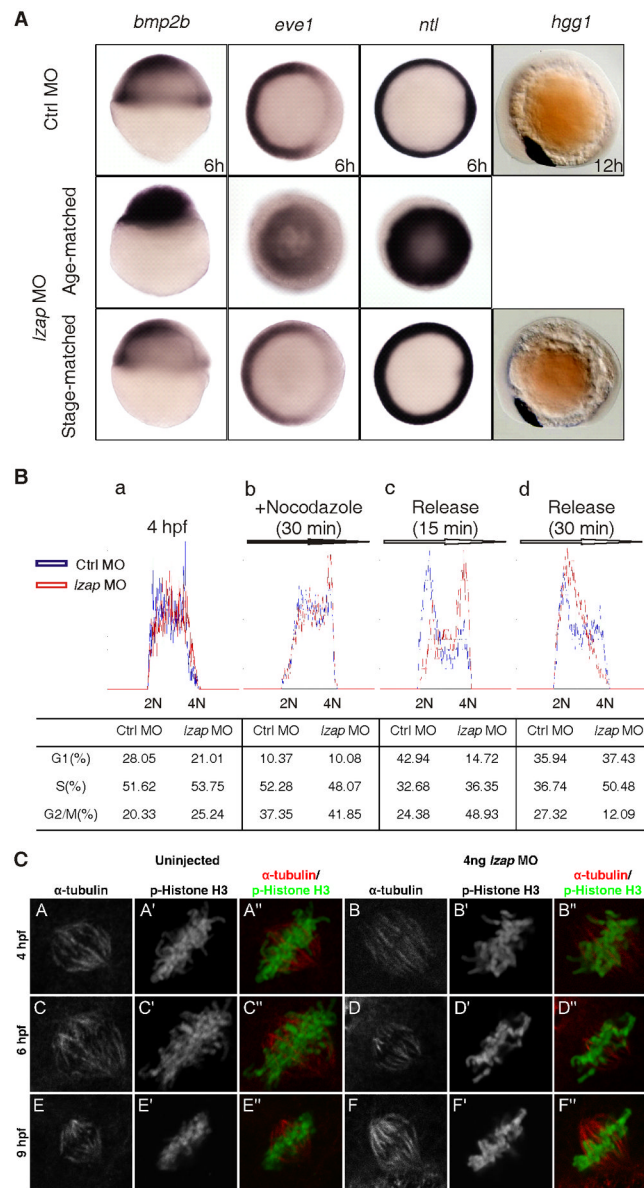 A
bmp2b eve1 ntl hgg1
Ctrl MO
6h 6h 6h 12h
lzap MO
Age-matched
Stage-matched
B
a b c d
4 hpf +Nocodazole (30 min) Release (15 min) Release (30 min)
Ctrl MO
lzap MO
2N 4N 2N 4N 2N 4N 2N 4N
Ctrl MO lzap MO Ctrl MO lzap MO Ctrl MO lzap MO Ctrl MO lzap MO
G1(%) 28.05 21.01 10.37 10.08 42.94 14.72 35.94 37.43
S(%) 51.62 53.75 52.28 48.07 32.68 36.35 36.74 50.48
G2/M(%) 20.33 25.24 37.35 41.85 24.38 48.93 27.32 12.09
C
Uninjected 4ng lzap MO
α-tubulin p-Histone H3 α-tubulin/ p-Histone H3 α-tubulin p-Histone H3 α-tubulin/ p-Histone H3
4 hpf
A A' A" B B' B"
6 hpf
C C' C" D D' D"
9 hpf
E E' E" F F' F"